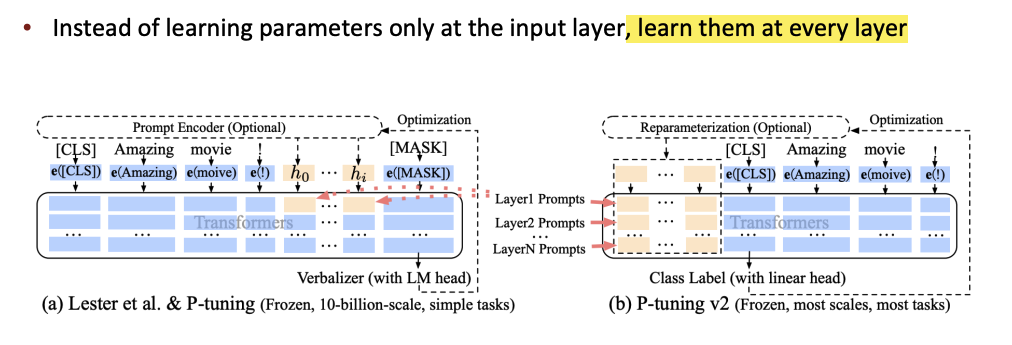 • Instead of learning parameters only at the input layer, learn them at every layer
Prompt Encoder (Optional)
Optimization
[CLS] Amazing movie ! [MASK]
e([CLS]) e(Amazing) e(moive) e(!) h0 ··· hi e([MASK])
Transformers
...
Verbalizer (with LM head)
(a) Lester et al. & P-tuning (Frozen, 10-billion-scale, simple tasks)
Layer1 Prompts
Layer2 Prompts
...
LayerN Prompts
Reparameterization (Optional)
Optimization
[CLS] Amazing movie !
··· e([CLS]) e(Amazing) e(moive) e(!)
Transformers
...
Class Label (with linear head)
(b) P-tuning v2 (Frozen, most scales, most tasks)